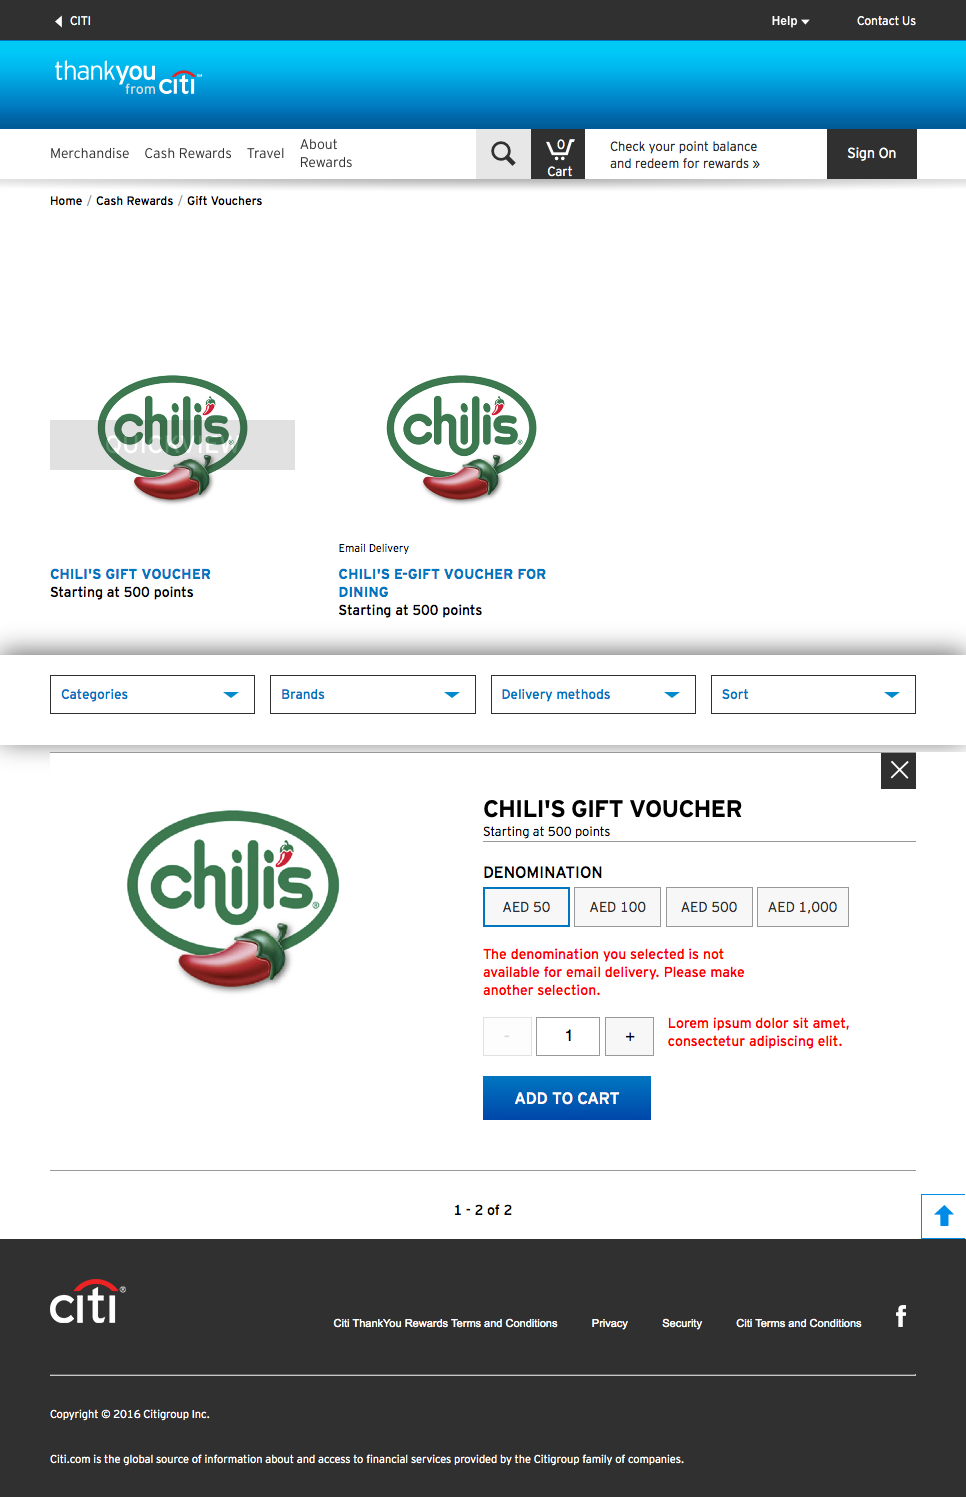 CITI
Help
Contact Us
thankyou
from citi
Merchandise
Cash Rewards
Travel
About
Rewards
0
Cart
Check your point balance
and redeem for rewards »
Sign On
Home / Cash Rewards / Gift Vouchers
QUICKVIEW
chili's®
chili's®
Email Delivery
CHILI'S GIFT VOUCHER
Starting at 500 points
CHILI'S E-GIFT VOUCHER FOR
DINING
Starting at 500 points
Categories
Brands
Delivery methods
Sort
chili's®
CHILI'S GIFT VOUCHER
Starting at 500 points
DENOMINATION
AED 50
AED 100
AED 500
AED 1,000
The denomination you selected is not
available for email delivery. Please make
another selection.
- 1 +
Lorem ipsum dolor sit amet,
consectetur adipiscing elit.
ADD TO CART
1 - 2 of 2
citi®
Citi ThankYou Rewards Terms and Conditions
Privacy
Security
Citi Terms and Conditions
f
Copyright © 2016 Citigroup Inc.
Citi.com is the global source of information about and access to financial services provided by the Citigroup family of companies.